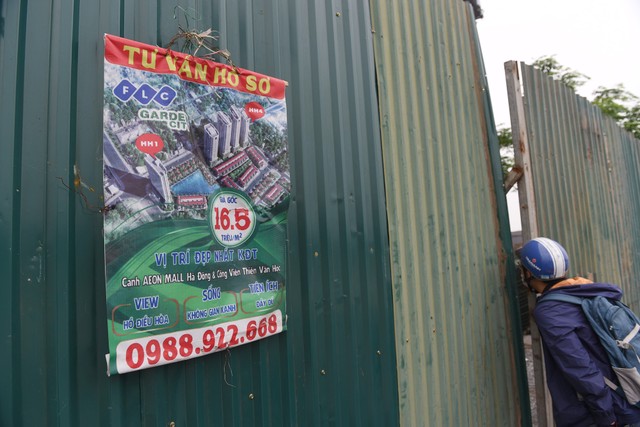 TƯ VẤN HỒ SƠ
FLC
GARDEN
CITY
HH4
HH1
GIÁ GỐC
16.5
TRIỆU/M²
VỊ TRÍ ĐẸP NHẤT KĐT
Cạnh AEON MALL Hà Đông & Công Viên Thiên Văn Học
VIEW
HỒ ĐIỀU HÒA
SỐNG
KHÔNG GIAN XANH
TIỆN ÍCH
ĐẦY ĐỦ
0988.922.668